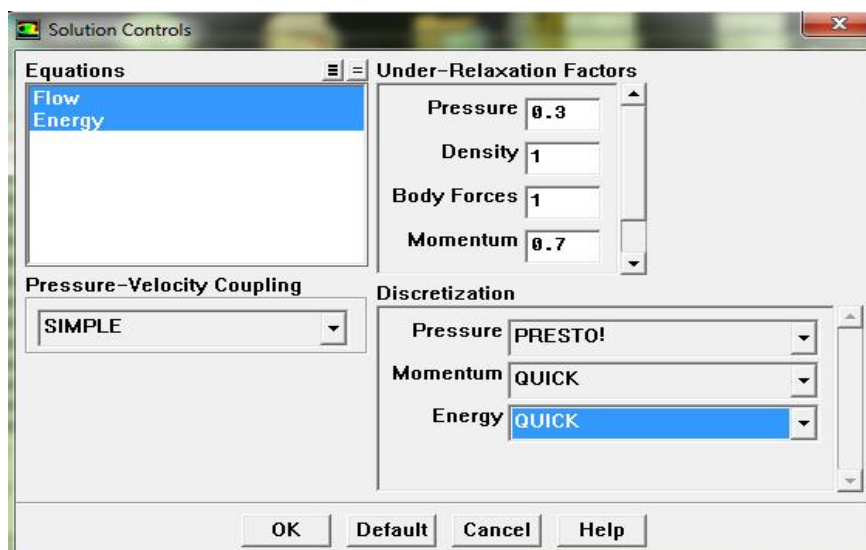 Solution Controls
Equations
Flow
Energy
Under-Relaxation Factors
Pressure 0.3
Density 1
Body Forces 1
Momentum 0.7
Pressure-Velocity Coupling
SIMPLE
Discretization
Pressure PRESTO!
Momentum QUICK
Energy QUICK
OK Default Cancel Help